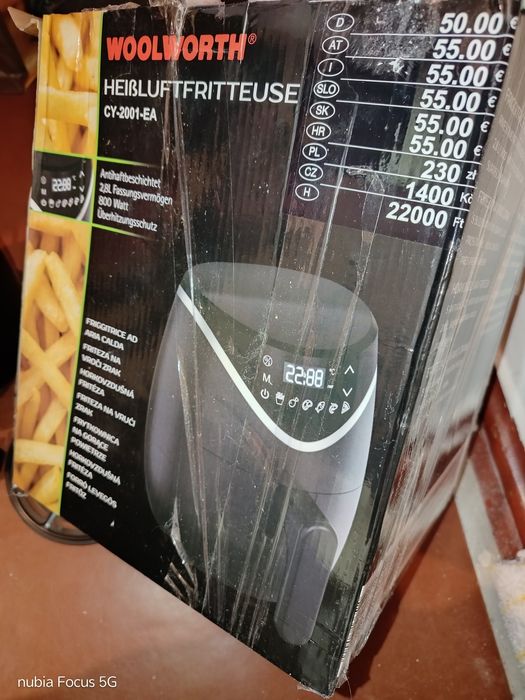 WOOLWORTH®
HEIßLUFTFRITTEUSE
CY-2001-EA
Antihaftbeschichtet
2,8L Fassungsvermögen
800 Watt
Überhitzungsschutz
D 50.00 €
AT 55.00 €
I 55.00 €
SLO 55.00 €
SK 55.00 €
HR 55.00 €
PL 230 zł
CZ 1400 Kč
H 22000 Ft
22:88
FRIGGITRICE AD
ARIA CALDA
FRITEZA NA
VROČI ZRAK
HORKOVZDUŠNÁ
FRITÉZA
FRITEZA NA VRUĆI
ZRAK
FRYTKOWNICA
NA GORĄCE
POWIETRZE
HORKOVZDUŠNÁ
FRITÉZA
FORRÓ LEVEGŐS
FRITŐZ
M
22:88
nubia Focus 5G